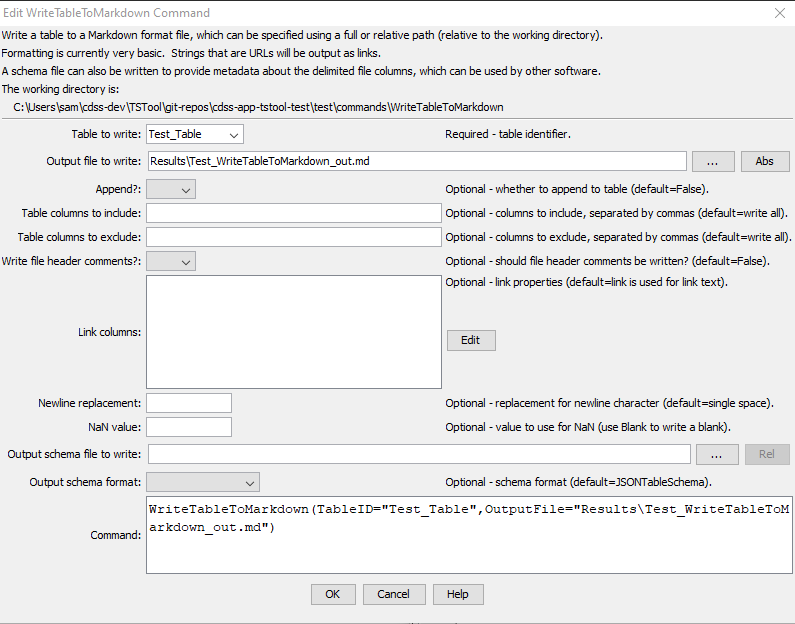 Edit WriteTableToMarkdown Command
Write a table to a Markdown format file, which can be specified using a full or relative path (relative to the working directory).
Formatting is currently very basic.  Strings that are URLs will be output as links.
A schema file can also be written to provide metadata about the delimited file columns, which can be used by other software.
The working directory is:
C:\Users\sam\cdss-dev\TSTool\git-repos\cdss-app-tstool-test\test\commands\WriteTableToMarkdown
Table to write: Test_Table Required - table identifier.
Output file to write: Results\Test_WriteTableToMarkdown_out.md ... Abs
Append?: Optional - whether to append to table (default=False).
Table columns to include: Optional - columns to include, separated by commas (default=write all).
Table columns to exclude: Optional - columns to exclude, separated by commas (default=write all).
Write file header comments?: Optional - should file header comments be written? (default=False).
Optional - link properties (default=link is used for link text).
Link columns: Edit
Newline replacement: Optional - replacement for newline character (default=single space).
NaN value: Optional - value to use for NaN (use Blank to write a blank).
Output schema file to write: ... Rel
Output schema format: Optional - schema format (default=JSONTableSchema).
Command: WriteTableToMarkdown(TableID="Test_Table",OutputFile="Results\Test_WriteTableToM
arkdown_out.md")
OK Cancel Help